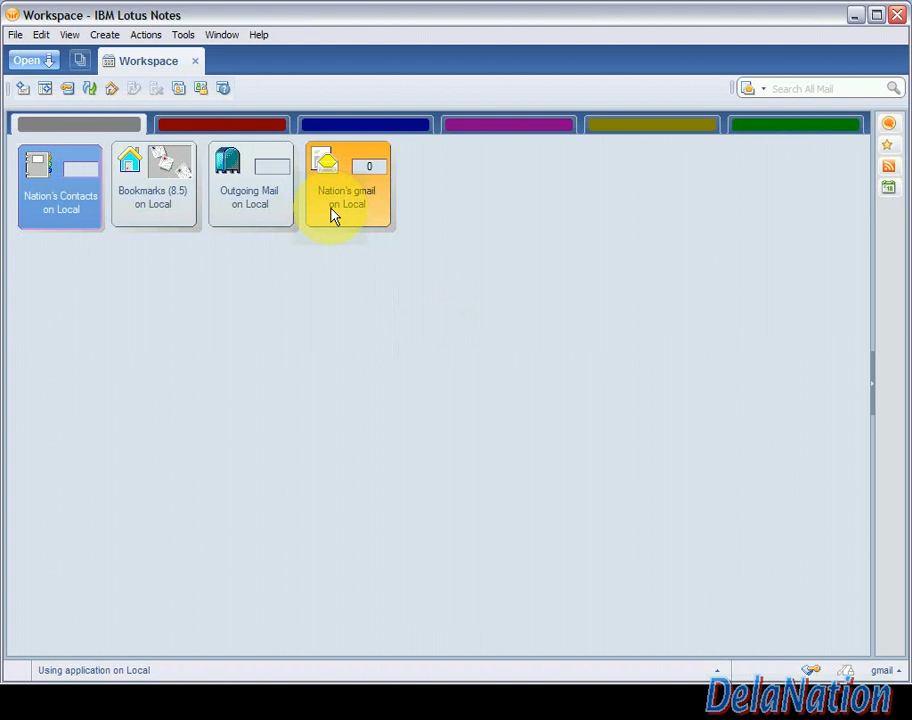 Workspace - IBM Lotus Notes
File Edit View Create Actions Tools Window Help
Open Workspace
Search All Mail
Nation's Contacts
on Local
Bookmarks (8.5)
on Local
Outgoing Mail
on Local
0
Nation's gmail
on Local
18
Using application on Local
gmail
DelaNation